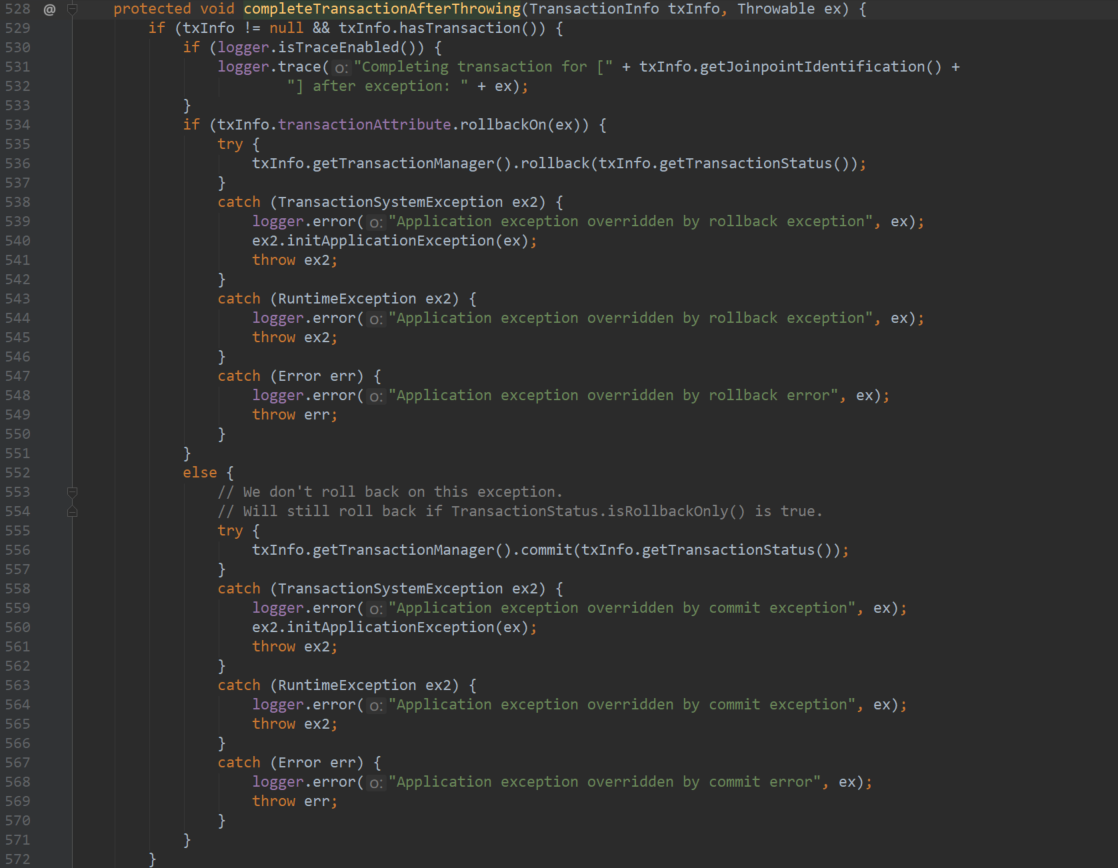 528 @ protected void completeTransactionAfterThrowing(TransactionInfo txInfo, Throwable ex) {
529 if (txInfo != null && txInfo.hasTransaction()) {
530 if (logger.isTraceEnabled()) {
531 logger.trace( o: "Completing transaction for [" + txInfo.getJoinpointIdentification() +
532 "] after exception: " + ex);
533 }
534 if (txInfo.transactionAttribute.rollbackOn(ex)) {
535 try {
536 txInfo.getTransactionManager().rollback(txInfo.getTransactionStatus());
537 }
538 catch (TransactionSystemException ex2) {
539 logger.error( o: "Application exception overridden by rollback exception", ex);
540 ex2.initApplicationException(ex);
541 throw ex2;
542 }
543 catch (RuntimeException ex2) {
544 logger.error( o: "Application exception overridden by rollback exception", ex);
545 throw ex2;
546 }
547 catch (Error err) {
548 logger.error( o: "Application exception overridden by rollback error", ex);
549 throw err;
550 }
551 }
552 else {
553 // We don't roll back on this exception.
554 // Will still roll back if TransactionStatus.isRollbackOnly() is true.
555 try {
556 txInfo.getTransactionManager().commit(txInfo.getTransactionStatus());
557 }
558 catch (TransactionSystemException ex2) {
559 logger.error( o: "Application exception overridden by commit exception", ex);
560 ex2.initApplicationException(ex);
561 throw ex2;
562 }
563 catch (RuntimeException ex2) {
564 logger.error( o: "Application exception overridden by commit exception", ex);
565 throw ex2;
566 }
567 catch (Error err) {
568 logger.error( o: "Application exception overridden by commit error", ex);
569 throw err;
570 }
571 }
572 }